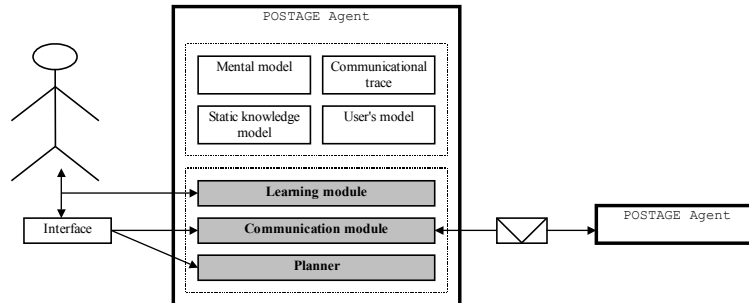 POSTAGE Agent
Mental model
Communicational
trace
Static knowledge
model
User's model
Learning module
Interface
Communication module
POSTAGE Agent
Planner